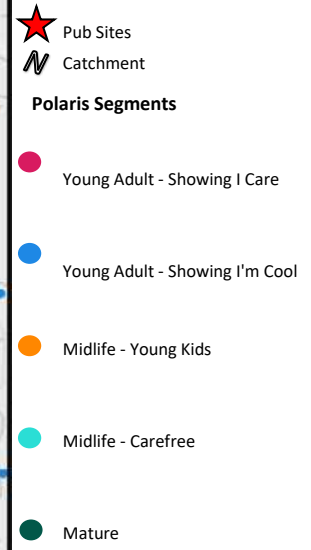 Pub Sites
Catchment
Polaris Segments
Young Adult - Showing I Care
Young Adult - Showing I'm Cool
Midlife - Young Kids
Midlife - Carefree
Mature